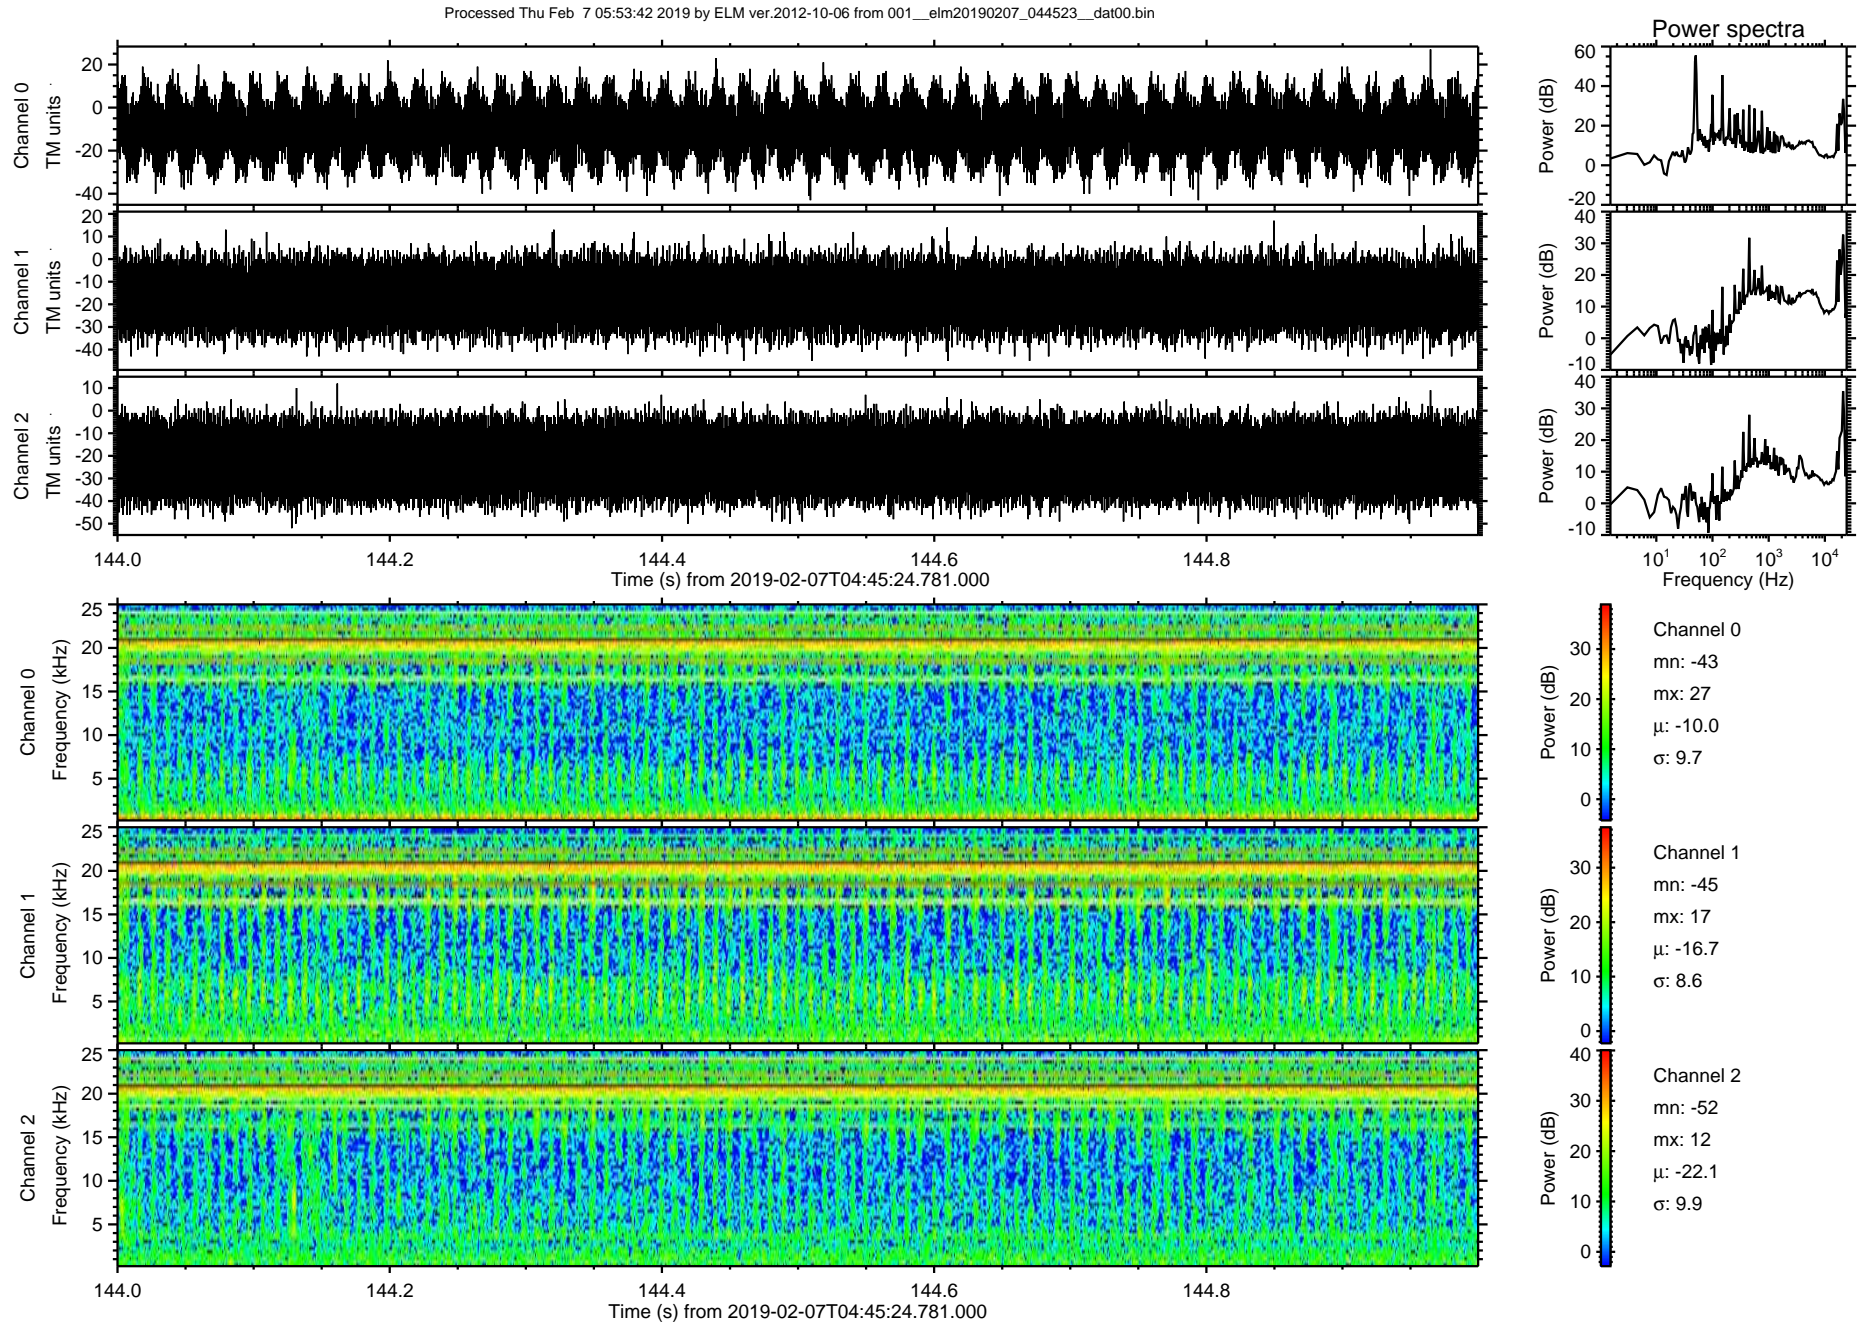 Processed Thu Feb  7 05:53:42 2019 by ELM ver.2012-10-06 from 001__elm20190207_044523__dat00.bin
Power spectra
Channel 0
TM units
20
0
-20
-40
Power (dB)
60
40
20
0
-20
Channel 1
TM units
20
10
0
-10
-20
-30
-40
Power (dB)
40
30
20
10
0
-10
Channel 2
TM units
10
0
-10
-20
-30
-40
-50
Power (dB)
40
30
20
10
0
-10
144.0 144.2 144.4 144.6 144.8
Time (s) from 2019-02-07T04:45:24.781.000
10^1 10^2 10^3 10^4
Frequency (Hz)
Channel 0
Frequency (kHz)
25
20
15
10
5
Power (dB)
30
20
10
0
Channel 0
mn: -43
mx: 27
μ: -10.0
σ: 9.7
Channel 1
Frequency (kHz)
25
20
15
10
5
Power (dB)
30
20
10
0
Channel 1
mn: -45
mx: 17
μ: -16.7
σ: 8.6
Channel 2
Frequency (kHz)
25
20
15
10
5
Power (dB)
40
30
20
10
0
Channel 2
mn: -52
mx: 12
μ: -22.1
σ: 9.9
144.0 144.2 144.4 144.6 144.8
Time (s) from 2019-02-07T04:45:24.781.000